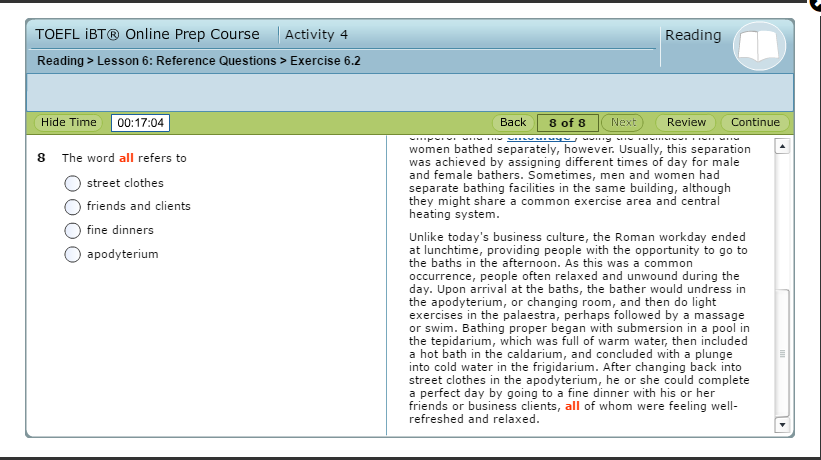 TOEFL iBT® Online Prep Course Activity 4 Reading
Reading > Lesson 6: Reference Questions > Exercise 6.2
Hide Time 00:17:04 Back 8 of 8 Next Review Continue
8 The word all refers to
street clothes
friends and clients
fine dinners
apodyterium
emperor and his entourage) using the facilities. Men and
women bathed separately, however. Usually, this separation
was achieved by assigning different times of day for male
and female bathers. Sometimes, men and women had
separate bathing facilities in the same building, although
they might share a common exercise area and central
heating system.
Unlike today's business culture, the Roman workday ended
at lunchtime, providing people with the opportunity to go to
the baths in the afternoon. As this was a common
occurrence, people often relaxed and unwound during the
day. Upon arrival at the baths, the bather would undress in
the apodyterium, or changing room, and then do light
exercises in the palaestra, perhaps followed by a massage
or swim. Bathing proper began with submersion in a pool in
the tepidarium, which was full of warm water, then included
a hot bath in the caldarium, and concluded with a plunge
into cold water in the frigidarium. After changing back into
street clothes in the apodyterium, he or she could complete
a perfect day by going to a fine dinner with his or her
friends or business clients, all of whom were feeling well-
refreshed and relaxed.